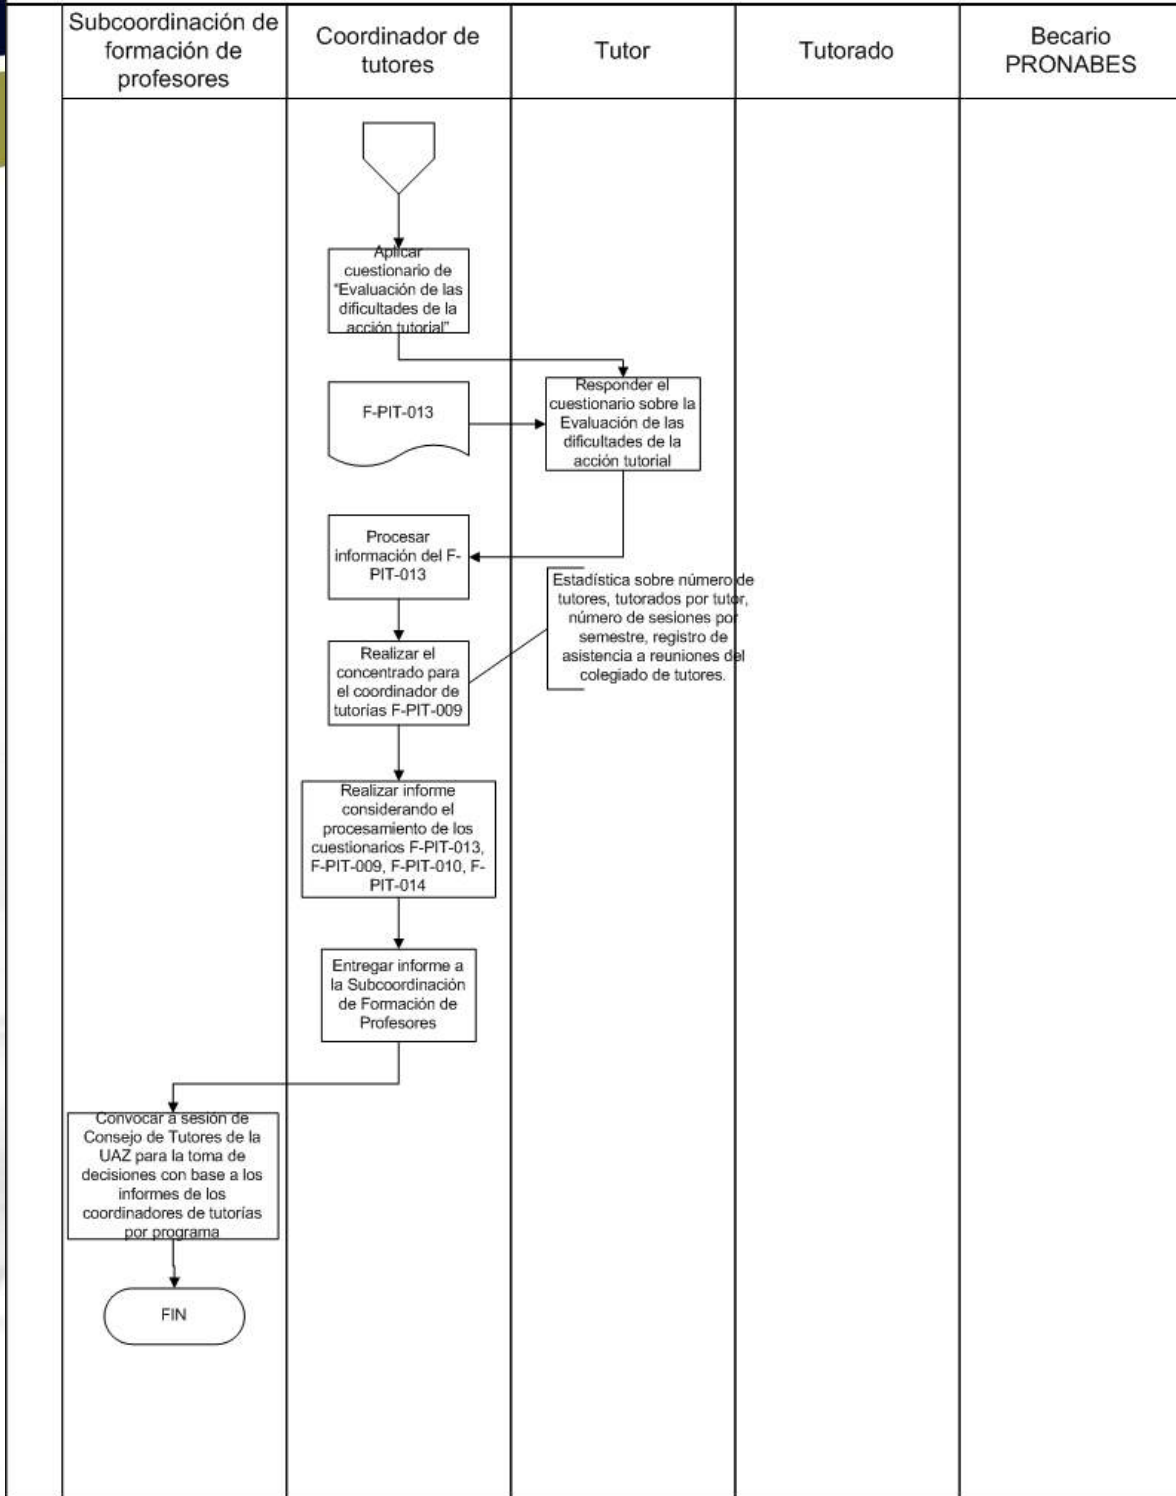 Subcoordinación de
formación de
profesores
Coordinador de
tutores
Tutor
Tutorado
Becario
PRONABES
Aplicar
cuestionario de
“Evaluación de las
dificultades de la
acción tutorial”
Responder el
cuestionario sobre la
Evaluación de las
dificultades de la
acción tutorial
F-PIT-013
Procesar
información del F-
PIT-013
Estadística sobre número de
tutores, tutorados por tutor,
número de sesiones por
semestre, registro de
asistencia a reuniones del
colegiado de tutores.
Realizar el
concentrado para
el coordinador de
tutorías F-PIT-009
Realizar informe
considerando el
procesamiento de los
cuestionarios F-PIT-013,
F-PIT-009, F-PIT-010, F-
PIT-014
Entregar informe a
la Subcoordinación
de Formación de
Profesores
Convocar a sesión de
Consejo de Tutores de la
UAZ para la toma de
decisiones con base a los
informes de los
coordinadores de tutorías
por programa
FIN